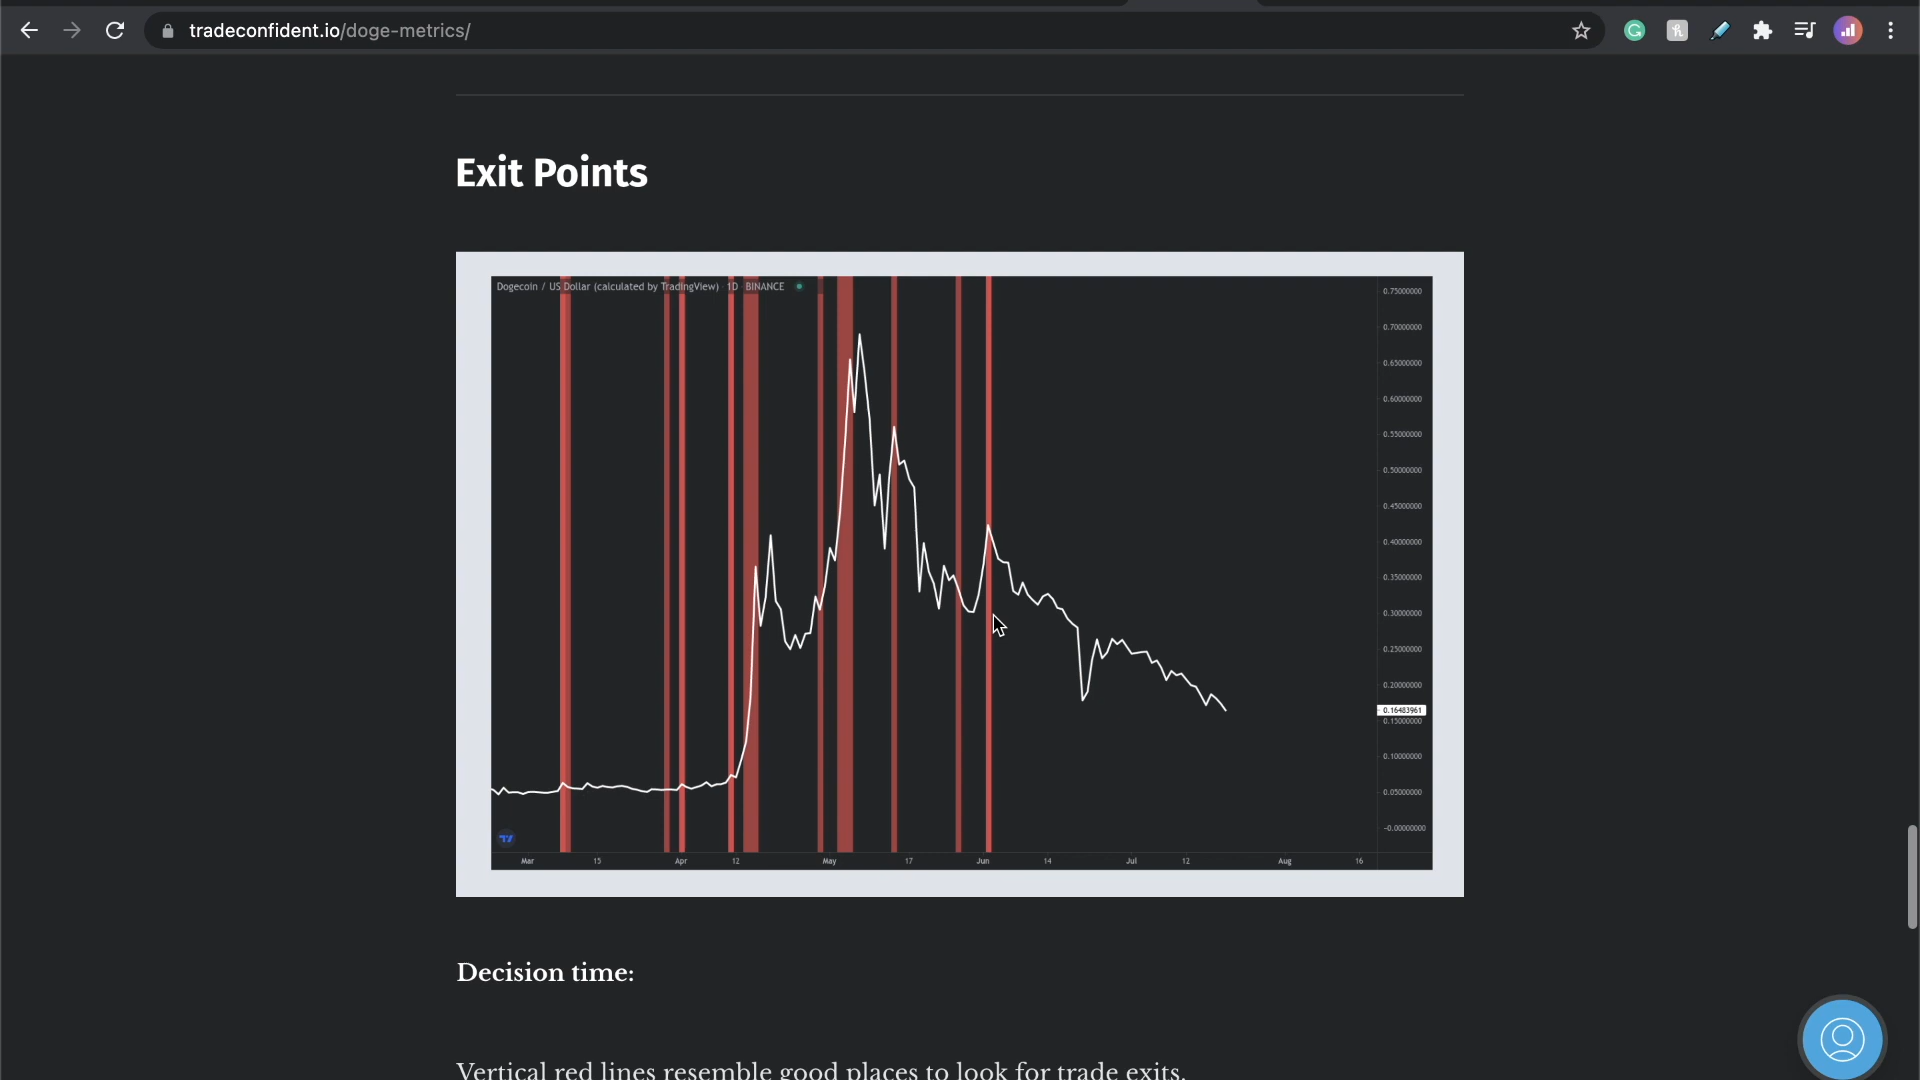 tradeconfident.io/doge-metrics/
Exit Points
Dogecoin / US Dollar (calculated by TradingView) 1D BINANCE
0.75000000
0.70000000
0.65000000
0.60000000
0.55000000
0.50000000
0.45000000
0.40000000
0.35000000
0.30000000
0.25000000
0.20000000
0.16483961
0.15000000
0.10000000
0.05000000
-0.00000000
Mar 15 Apr 12 May 17 Jun 14 Jul 12 Aug 16
Decision time:
Vertical red lines resemble good places to look for trade exits.